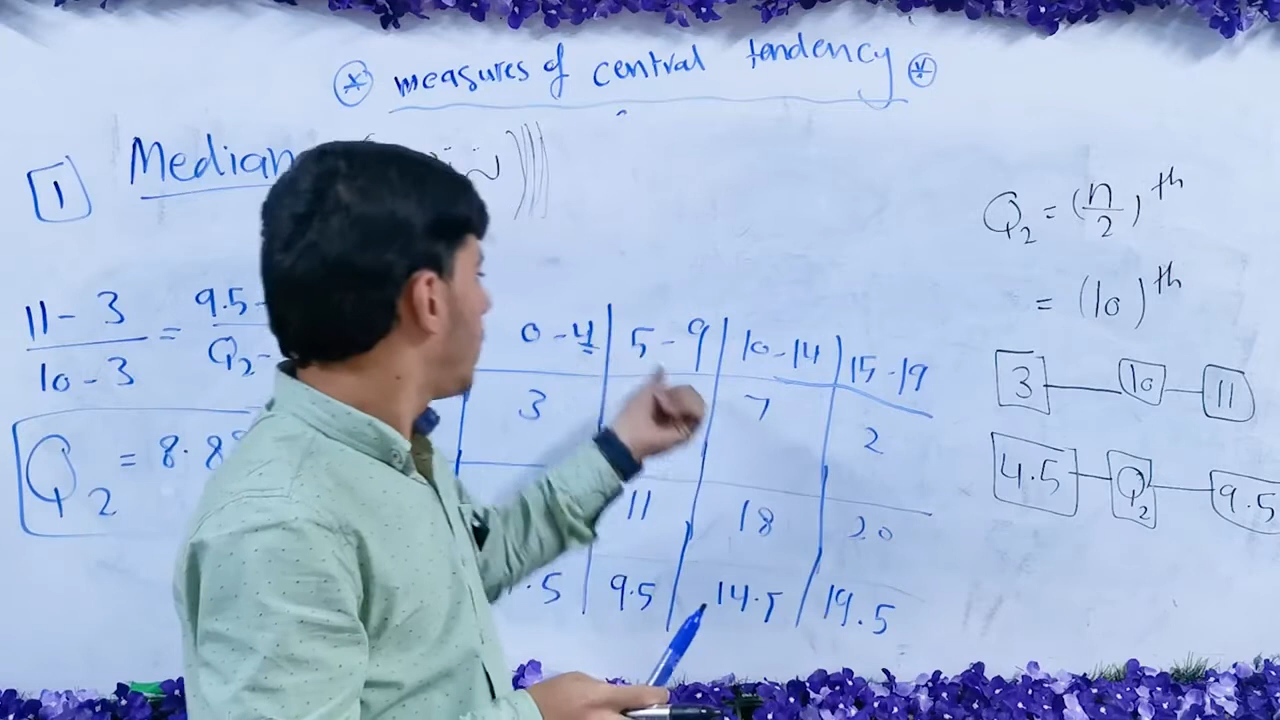 * measures of central tendency *
1 Median
Q₂ = (n/2)th
= (10)th
11 - 3 / 10 - 3 = 9.5 - / Q₂ -
Q₂ = 8.8
0 - 4 | 5 - 9 | 10 - 14 | 15 - 19
3 7 2
11 18 20
.5 9.5 14.5 19.5
3 10 11
4.5 Q₂ 9.5